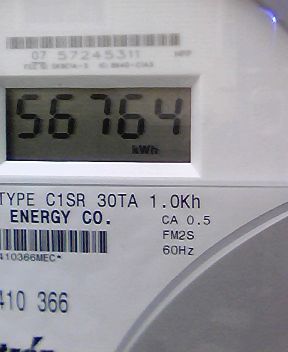 07 57245311
56764
kWh
TYPE C1SR 30TA 1.0Kh
ENERGY CO.
CA 0.5
FM2S
60Hz
410366MEC*
410 366